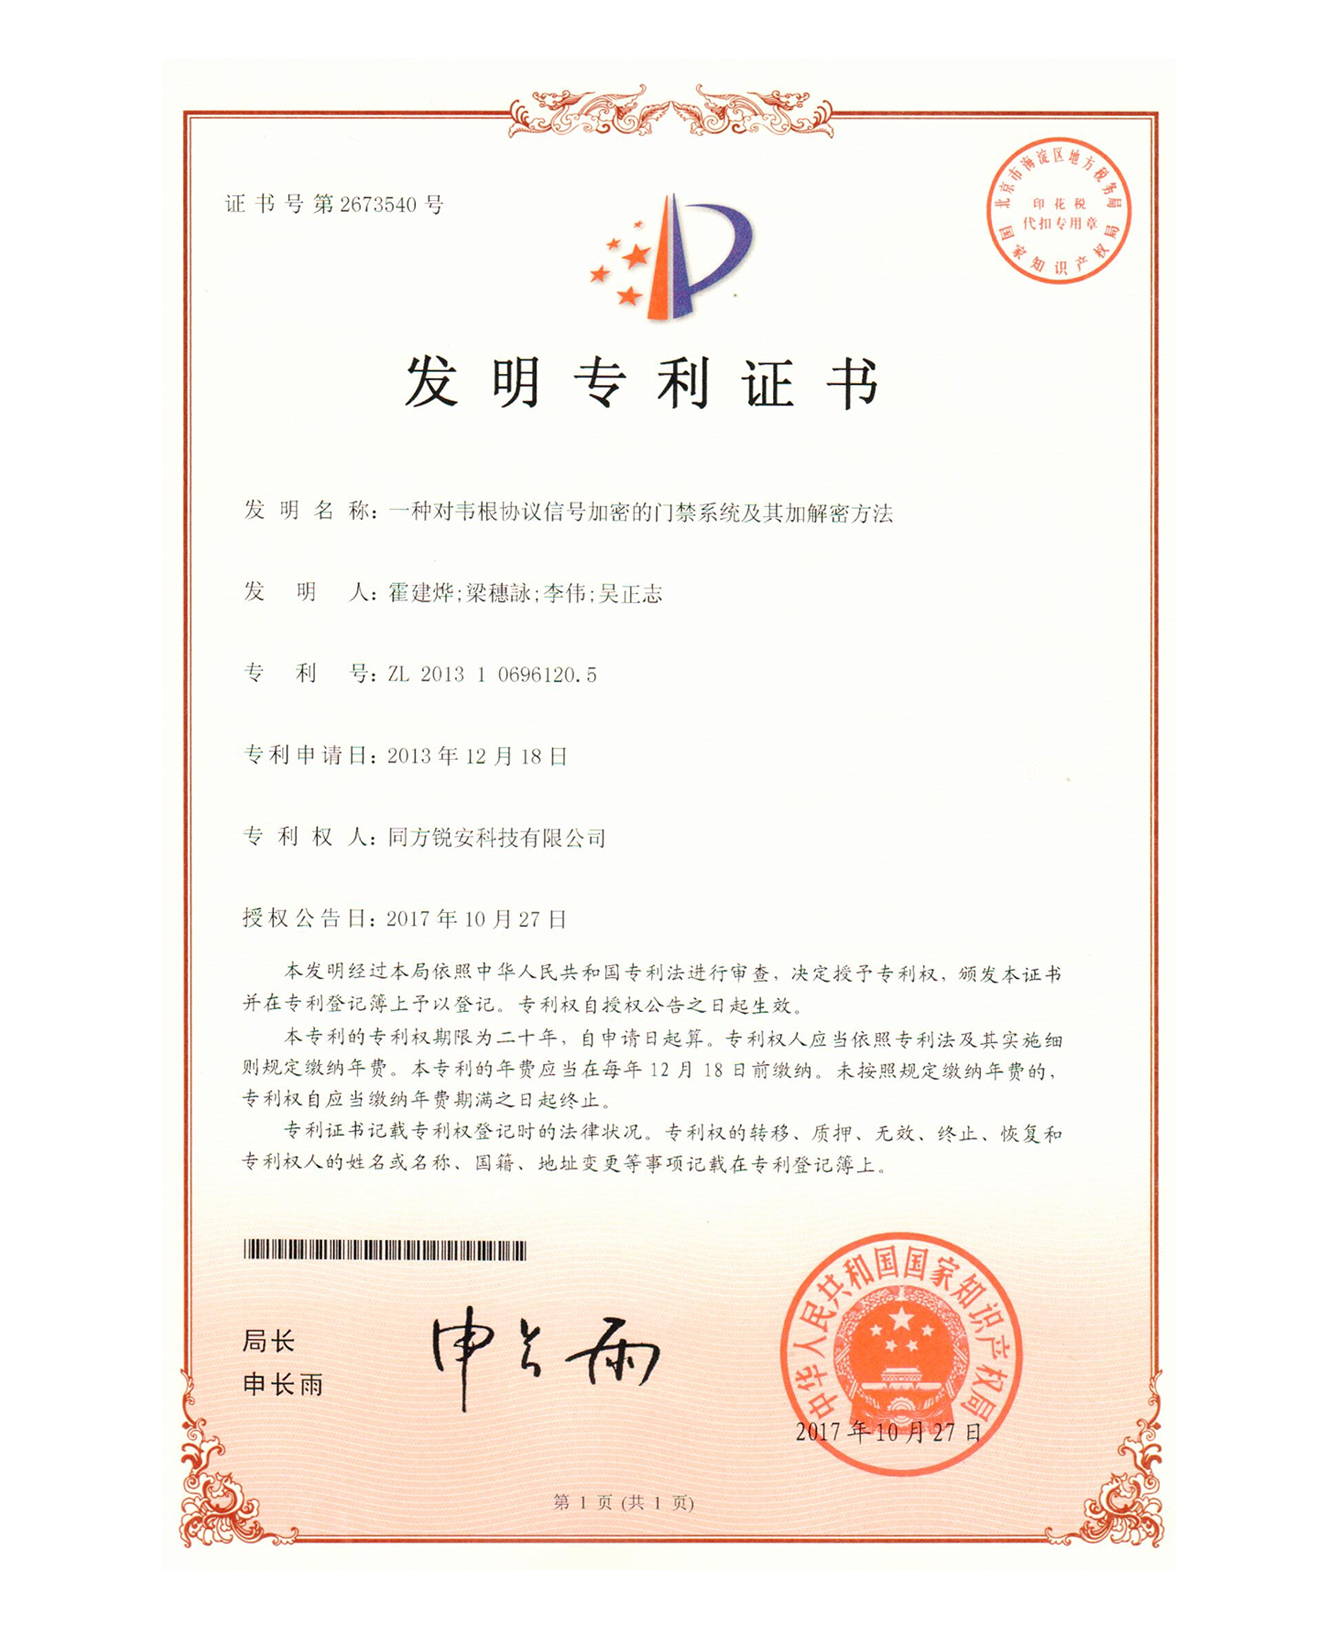 证书号第2673540号
北京市海淀区地方税务局
印花税
代扣专用章
国家知识产权局
发明专利证书
发明名称：一种对韦根协议信号加密的门禁系统及其加解密方法
发明人：霍建烨;梁穗詠;李伟;吴正志
专利号：ZL 2013 1 0696120.5
专利申请日：2013年12月18日
专利权人：同方锐安科技有限公司
授权公告日：2017年10月27日
本发明经过本局依照中华人民共和国专利法进行审查，决定授予专利权，颁发本证书
并在专利登记簿上予以登记。专利权自授权公告之日起生效。
本专利的专利权期限为二十年，自申请日起算。专利权人应当依照专利法及其实施细
则规定缴纳年费。本专利的年费应当在每年12月18日前缴纳。未按照规定缴纳年费的，
专利权自应当缴纳年费期满之日起终止。
专利证书记载专利权登记时的法律状况。专利权的转移、质押、无效、终止、恢复和
专利权人的姓名或名称、国籍、地址变更等事项记载在专利登记簿上。
局长
申长雨
申长雨
中华人民共和国国家知识产权局
2017年10月27日
第 1 页 (共 1 页)